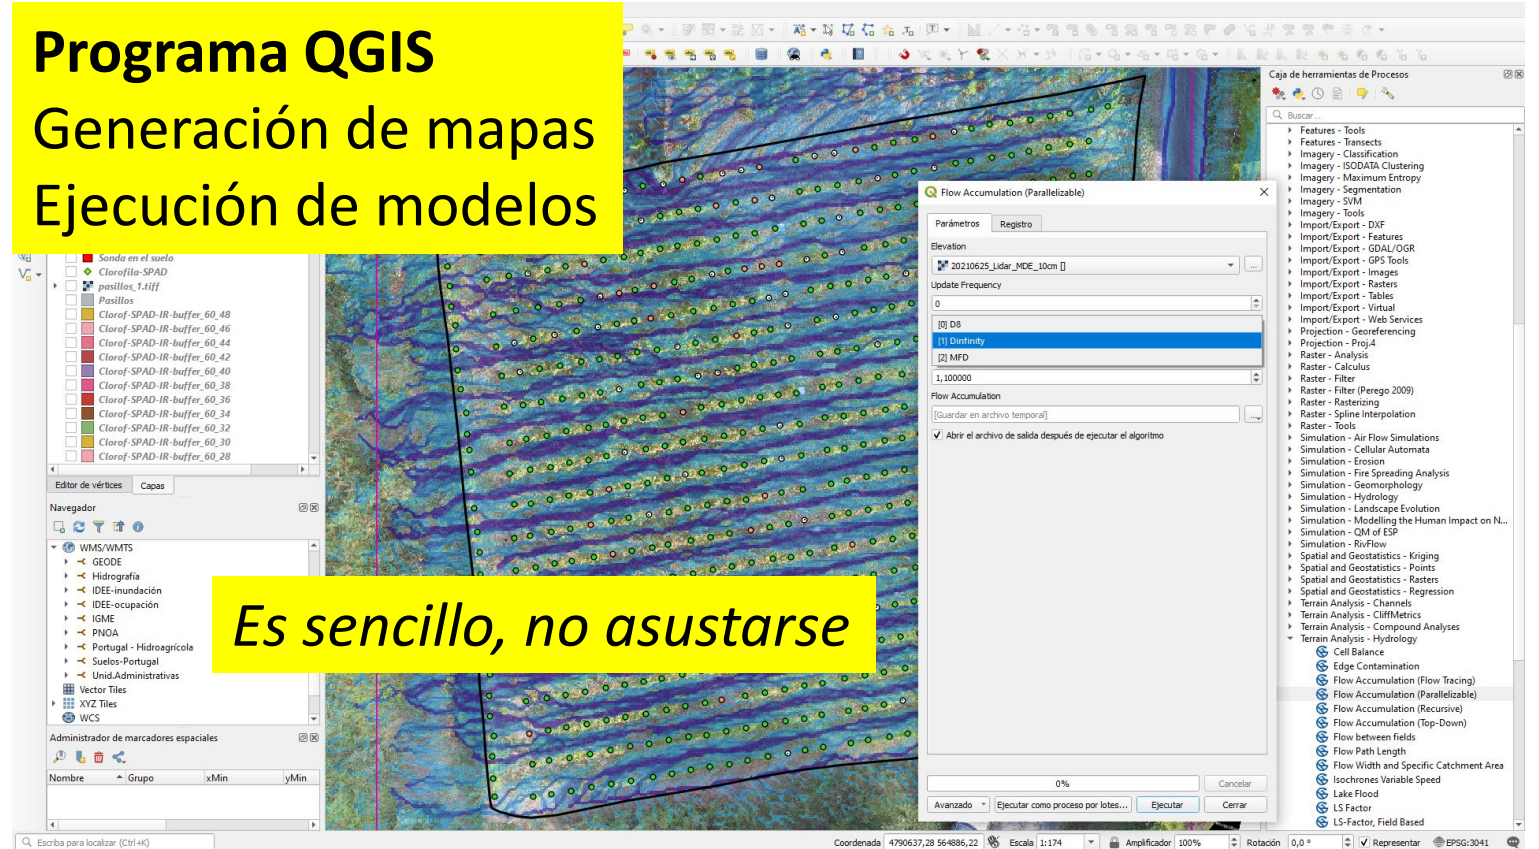 Programa QGIS
Generación de mapas
Ejecución de modelos
Es sencillo, no asustarse
Sonda en el suelo
Clorofila-SPAD
pasillos_1.tiff
Pasillos
Clorof-SPAD-IR-buffer_60_48
Clorof-SPAD-IR-buffer_60_46
Clorof-SPAD-IR-buffer_60_44
Clorof-SPAD-IR-buffer_60_42
Clorof-SPAD-IR-buffer_60_40
Clorof-SPAD-IR-buffer_60_38
Clorof-SPAD-IR-buffer_60_36
Clorof-SPAD-IR-buffer_60_34
Clorof-SPAD-IR-buffer_60_32
Clorof-SPAD-IR-buffer_60_30
Clorof-SPAD-IR-buffer_60_28
Editor de vértices Capas
Navegador
WMS/WMTS
GEODE
Hidrografía
IDEE-inundación
IDEE-ocupación
IGME
PNOA
Portugal - Hidroagrícola
Suelos-Portugal
Unid.Administrativas
Vector Tiles
XYZ Tiles
WCS
Administrador de marcadores espaciales
Nombre Grupo xMin yMin
Flow Accumulation (Parallelizable)
Parámetros Registro
Elevation
20210625_Lidar_MDE_10cm []
...
Update Frequency
0
[0] D8
[1] Dinfinity
[2] MFD
1,100000
Flow Accumulation
[Guardar en archivo temporal]
...
Abrir el archivo de salida después de ejecutar el algoritmo
0%
Cancelar
Avanzado Ejecutar como proceso por lotes... Ejecutar Cerrar
Caja de herramientas de Procesos
Buscar...
Features - Tools
Features - Transects
Imagery - Classification
Imagery - ISODATA Clustering
Imagery - Maximum Entropy
Imagery - Segmentation
Imagery - SVM
Imagery - Tools
Import/Export - DXF
Import/Export - Features
Import/Export - GDAL/OGR
Import/Export - GPS Tools
Import/Export - Images
Import/Export - Rasters
Import/Export - Tables
Import/Export - Virtual
Import/Export - Web Services
Projection - Georeferencing
Projection - Proj.4
Raster - Analysis
Raster - Calculus
Raster - Filter
Raster - Filter (Perego 2009)
Raster - Rasterizing
Raster - Spline Interpolation
Raster - Tools
Simulation - Air Flow Simulations
Simulation - Cellular Automata
Simulation - Erosion
Simulation - Fire Spreading Analysis
Simulation - Geomorphology
Simulation - Hydrology
Simulation - Landscape Evolution
Simulation - Modelling the Human Impact on N...
Simulation - QM of ESP
Simulation - RivFlow
Spatial and Geostatistics - Kriging
Spatial and Geostatistics - Points
Spatial and Geostatistics - Rasters
Spatial and Geostatistics - Regression
Terrain Analysis - Channels
Terrain Analysis - CliffMetrics
Terrain Analysis - Compound Analyses
Terrain Analysis - Hydrology
Cell Balance
Edge Contamination
Flow Accumulation (Flow Tracing)
Flow Accumulation (Parallelizable)
Flow Accumulation (Recursive)
Flow Accumulation (Top-Down)
Flow between fields
Flow Path Length
Flow Width and Specific Catchment Area
Isochrones Variable Speed
Lake Flood
LS Factor
LS-Factor, Field Based
Escriba para localizar (Ctrl+K)
Coordenada 4790637,28 564886,22 Escala 1:174 Amplificador 100% Rotación 0,0 ° Representar EPSG:3041